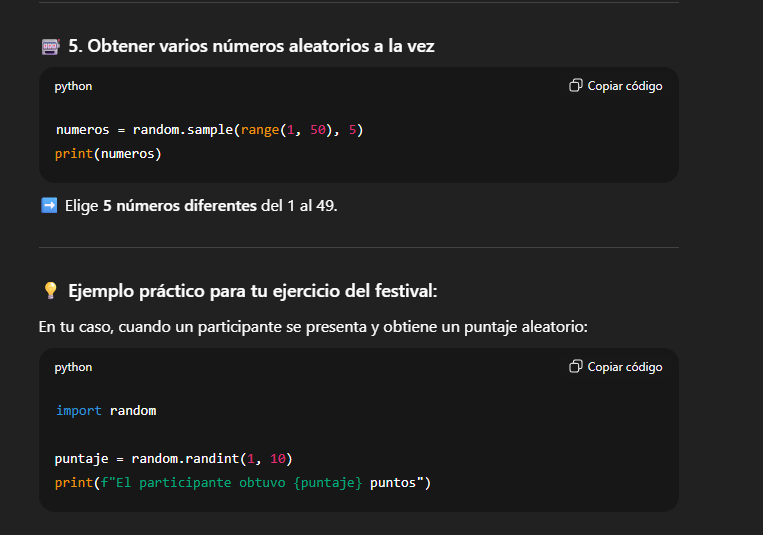 5. Obtener varios números aleatorios a la vez
python
Copiar código
numeros = random.sample(range(1, 50), 5)
print(numeros)
Elige 5 números diferentes del 1 al 49.
Ejemplo práctico para tu ejercicio del festival:
En tu caso, cuando un participante se presenta y obtiene un puntaje aleatorio:
python
Copiar código
import random
puntaje = random.randint(1, 10)
print(f"El participante obtuvo {puntaje} puntos")